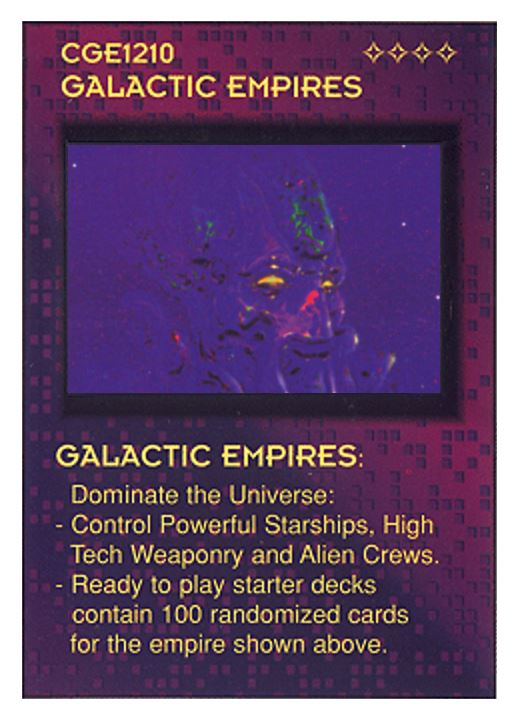 CGE1210
GALACTIC EMPIRES
GALACTIC EMPIRES:
Dominate the Universe:
- Control Powerful Starships, High
Tech Weaponry and Alien Crews.
- Ready to play starter decks
contain 100 randomized cards
for the empire shown above.